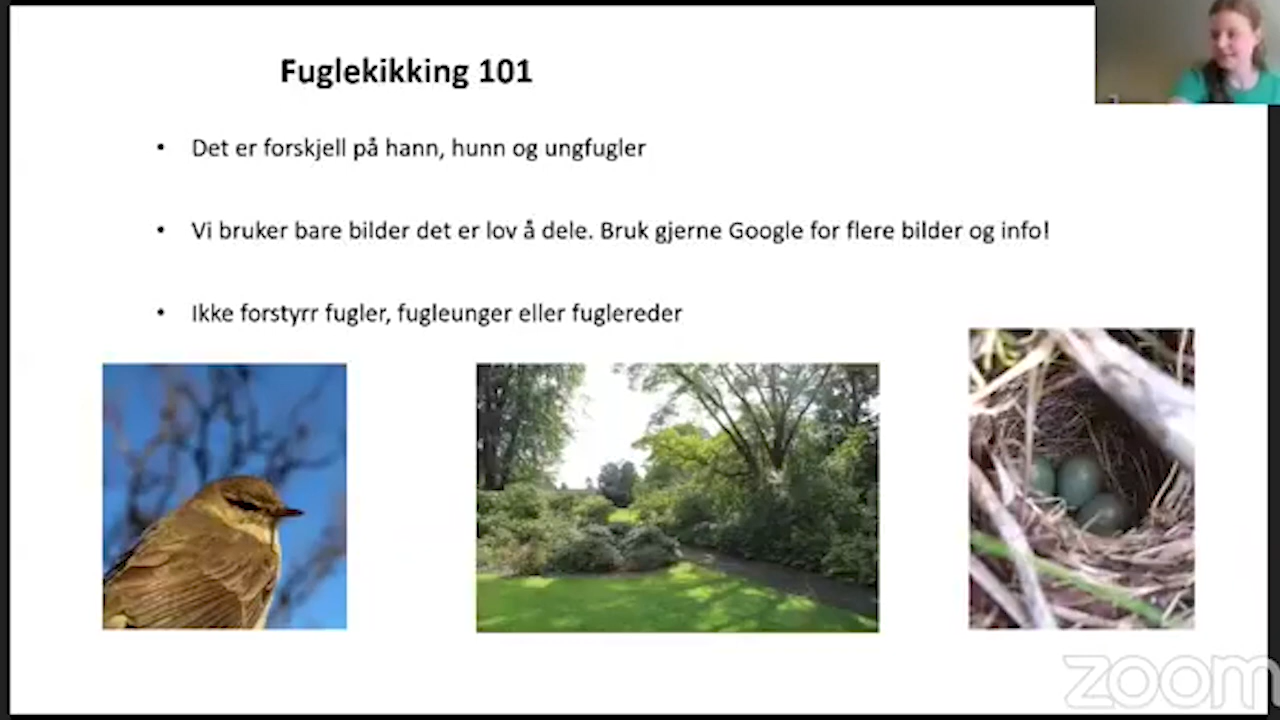 Fuglekikking 101
• Det er forskjell på hann, hunn og ungfugler
• Vi bruker bare bilder det er lov å dele. Bruk gjerne Google for flere bilder og info!
• Ikke forstyrr fugler, fugleunger eller fuglereder
zoom